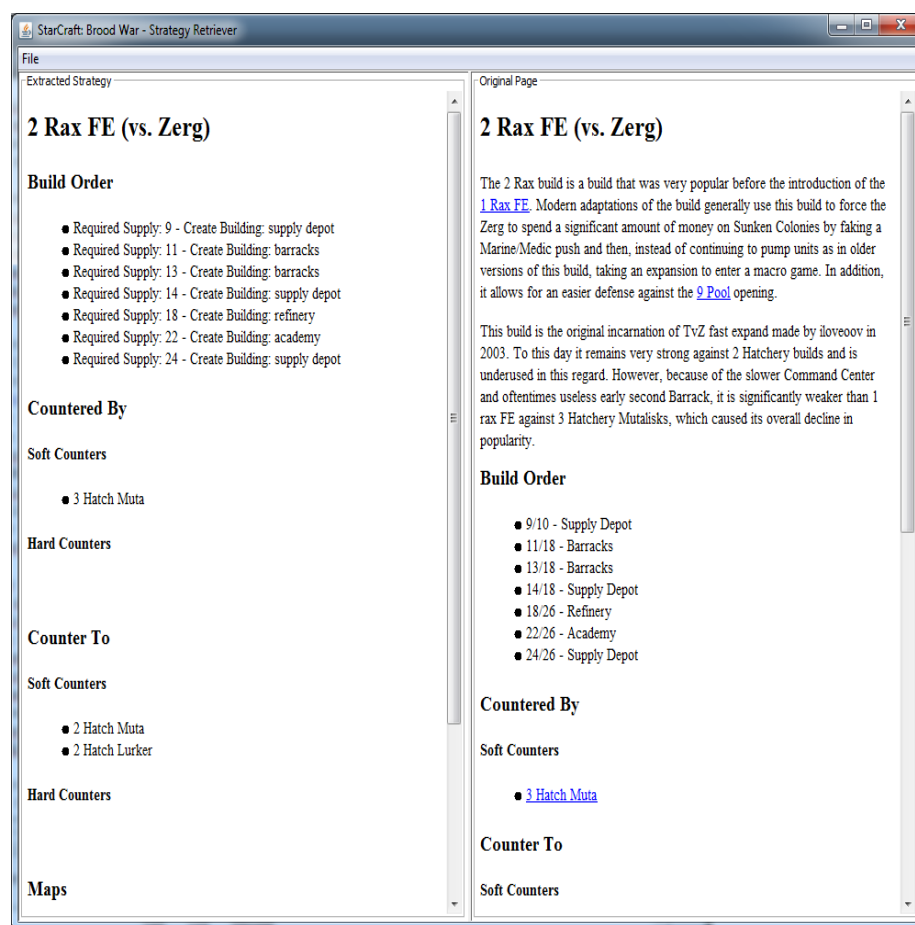 StarCraft: Brood War - Strategy Retriever
File
Extracted Strategy
2 Rax FE (vs. Zerg)
Build Order
Required Supply: 9 - Create Building: supply depot
Required Supply: 11 - Create Building: barracks
Required Supply: 13 - Create Building: barracks
Required Supply: 14 - Create Building: supply depot
Required Supply: 18 - Create Building: refinery
Required Supply: 22 - Create Building: academy
Required Supply: 24 - Create Building: supply depot
Countered By
Soft Counters
3 Hatch Muta
Hard Counters
Counter To
Soft Counters
2 Hatch Muta
2 Hatch Lurker
Hard Counters
Maps
Original Page
2 Rax FE (vs. Zerg)
The 2 Rax build is a build that was very popular before the introduction of the
1 Rax FE. Modern adaptations of the build generally use this build to force the
Zerg to spend a significant amount of money on Sunken Colonies by faking a
Marine/Medic push and then, instead of continuing to pump units as in older
versions of this build, taking an expansion to enter a macro game. In addition,
it allows for an easier defense against the 9 Pool opening.
This build is the original incarnation of TvZ fast expand made by iloveoov in
2003. To this day it remains very strong against 2 Hatchery builds and is
underused in this regard. However, because of the slower Command Center
and oftentimes useless early second Barrack, it is significantly weaker than 1
rax FE against 3 Hatchery Mutalisks, which caused its overall decline in
popularity.
Build Order
9/10 - Supply Depot
11/18 - Barracks
13/18 - Barracks
14/18 - Supply Depot
18/26 - Refinery
22/26 - Academy
24/26 - Supply Depot
Countered By
Soft Counters
3 Hatch Muta
Counter To
Soft Counters